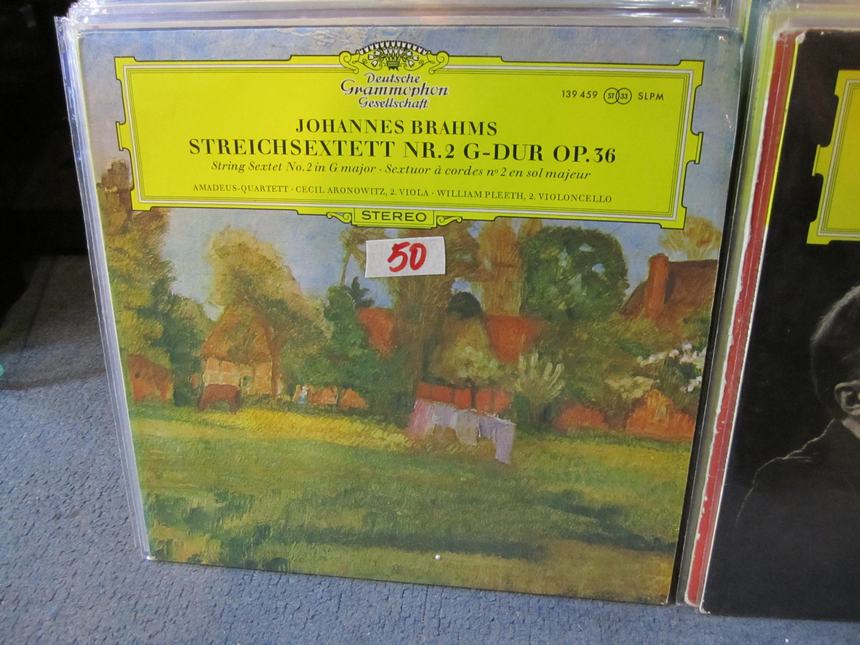 Deutsche
Grammophon
Gesellschaft
139 459 ST 33 SLPM
JOHANNES BRAHMS
STREICHSEXTETT NR. 2 G-DUR OP. 36
String Sextet No. 2 in G major · Sextuor à cordes nº 2 en sol majeur
AMADEUS-QUARTETT · CECIL ARONOWITZ, 2. VIOLA · WILLIAM PLEETH, 2. VIOLONCELLO
STEREO
50